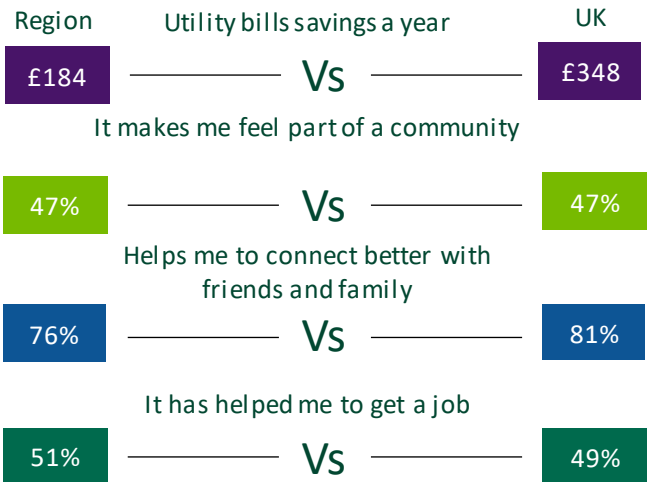 Region Utility bills savings a year UK
£184 Vs £348
It makes me feel part of a community
47% Vs 47%
Helps me to connect better with
friends and family
76% Vs 81%
It has helped me to get a job
51% Vs 49%